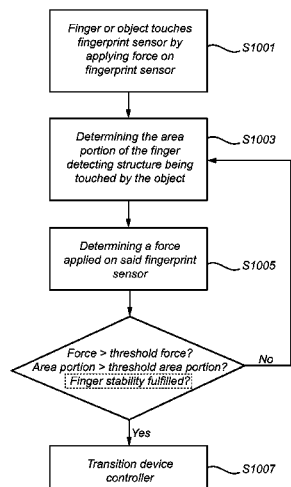 Finger or object touches
fingerprint sensor by
applying force on
fingerprint sensor
S1001
Determining the area
portion of the finger
detecting structure being
touched by the object
S1003
Determining a force
applied on said fingerprint
sensor
S1005
Force > threshold force?
Area portion > threshold area portion?
Finger stability fulfilled?
No
Yes
Transition device
controller
S1007